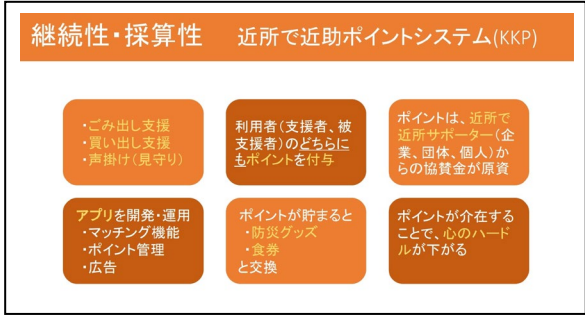 継続性・採算性　近所で近助ポイントシステム(KKP)
・ごみ出し支援
・買い出し支援
・声掛け(見守り)
利用者(支援者、被
支援者)のどちらに
もポイントを付与
ポイントは、近所で
近所サポーター(企
業、団体、個人)か
らの協賛金が原資
アプリを開発・運用
・マッチング機能
・ポイント管理
・広告
ポイントが貯まると
・防災グッズ
・食券
と交換
ポイントが介在する
ことで、心のハード
ルが下がる